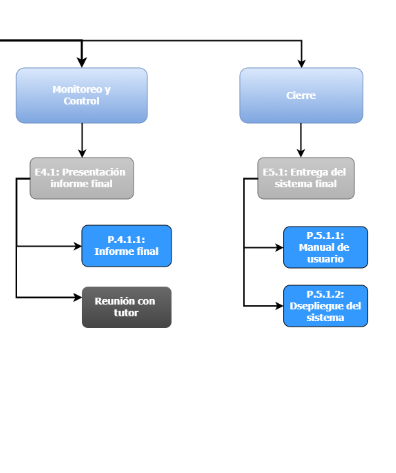 Monitoreo y
Control
Cierre
E4.1: Presentación
informe final
E5.1: Entrega del
sistema final
P.4.1.1:
Informe final
P.5.1.1:
Manual de
usuario
Reunión con
tutor
P.5.1.2:
Dsepliegue del
sistema